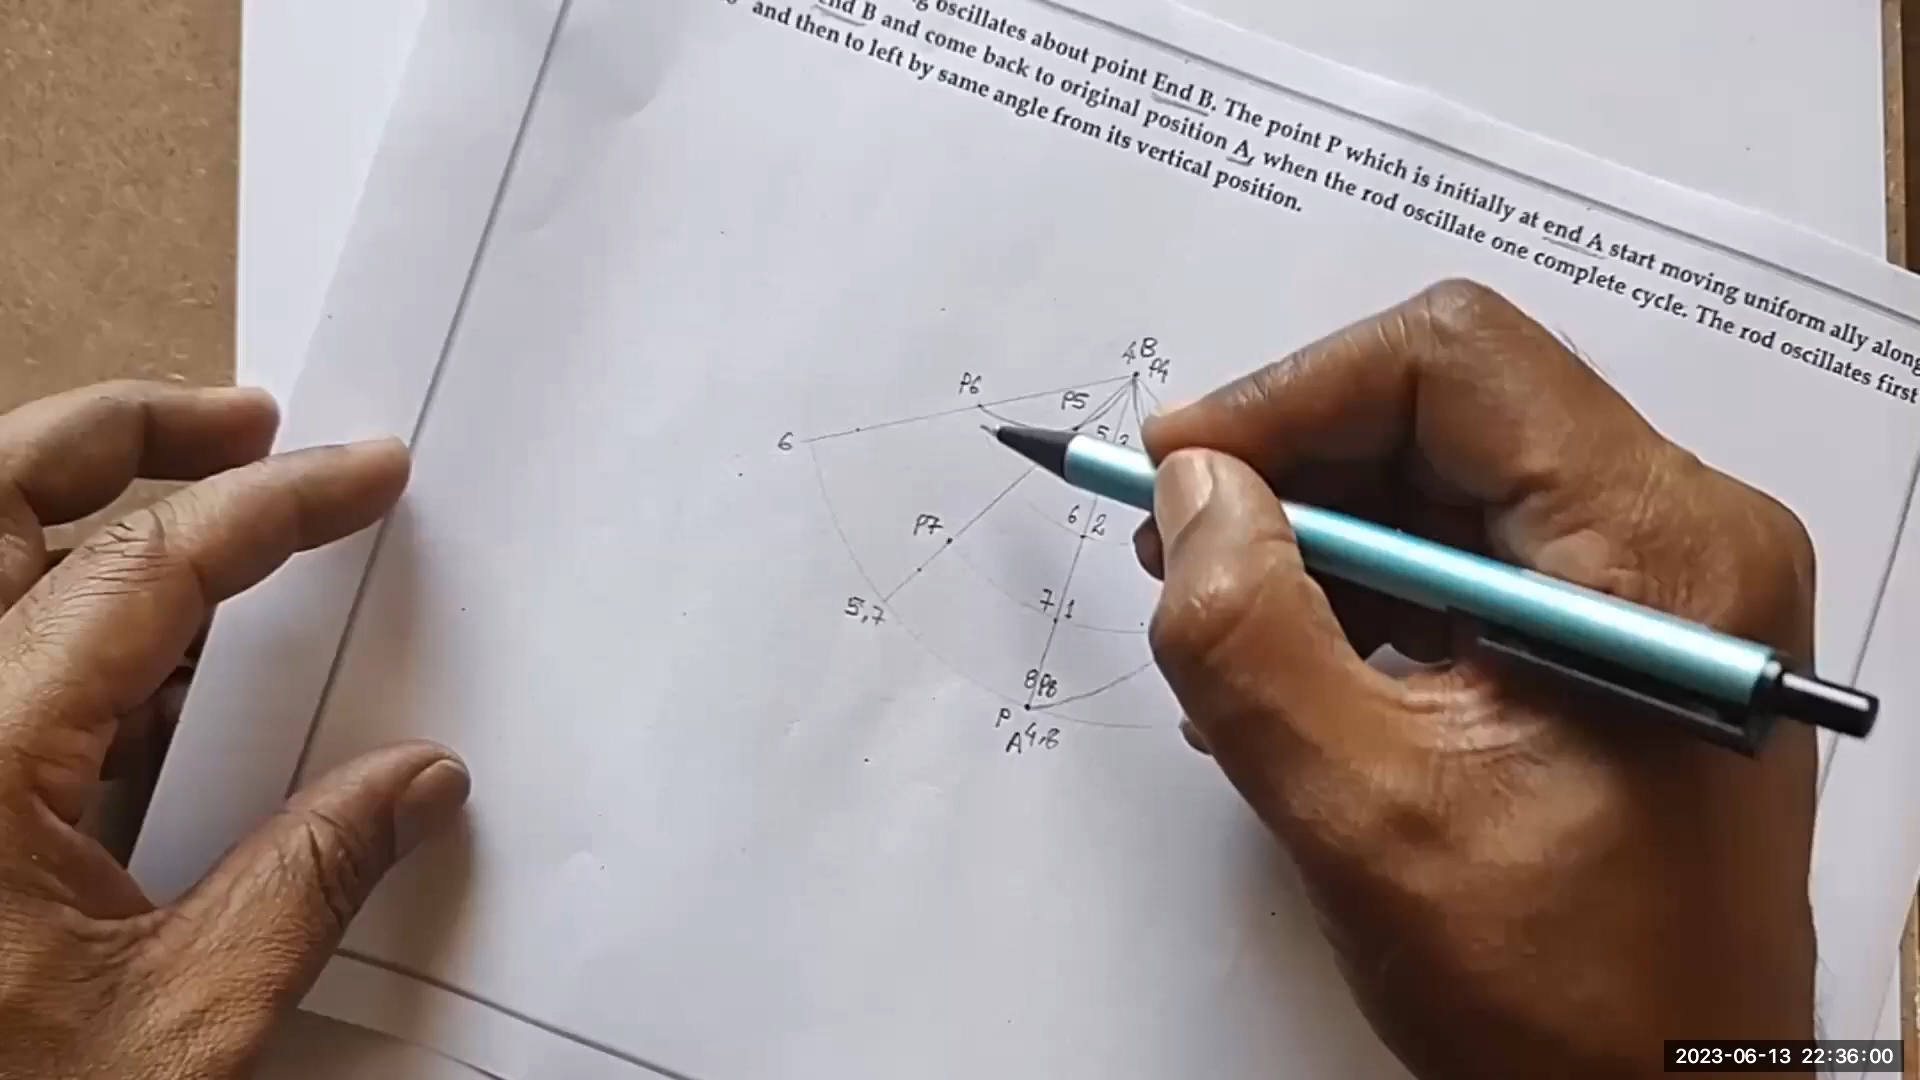 oscillates about point End B. The point P which is initially at end A start moving uniform ally along
End B and come back to original position A, when the rod oscillate one complete cycle. The rod oscillates first
and then to left by same angle from its vertical position.
4 B
P4
P6
P5
6
5
6 2
P7
7 1
5,7
8 P8
P
A 4,8
2023-06-13 22:36:00